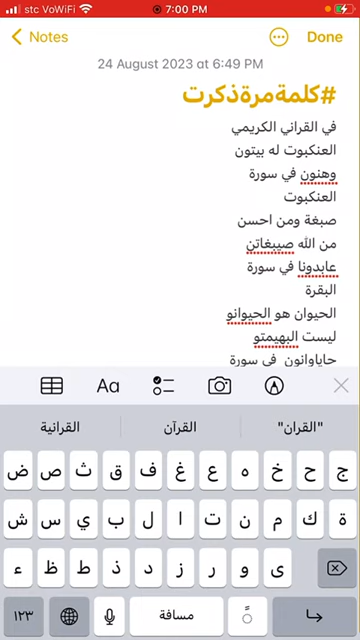 stc VoWiFi 7:00 PM
Notes Done
24 August 2023 at 6:49 PM
#كلمةمرةذكرت
في القراني الكريمي
العنكبوت له بيتون
وهنون في سورة
العنكبوت
صبغة ومن احسن
من الله صيبغاتن
عابدونا في سورة
البقرة
الحيوان هو الحيوانو
ليست البهيمتو
حاياوانون في سورة
Aa
القرانية القرآن "القران"
ض ص ث ق ف غ ع ه خ ح ج
ش س ي ب ل ا ت ن م ك ة
ء ظ ط ذ د ز ر و ى
١٢٣ مسافة